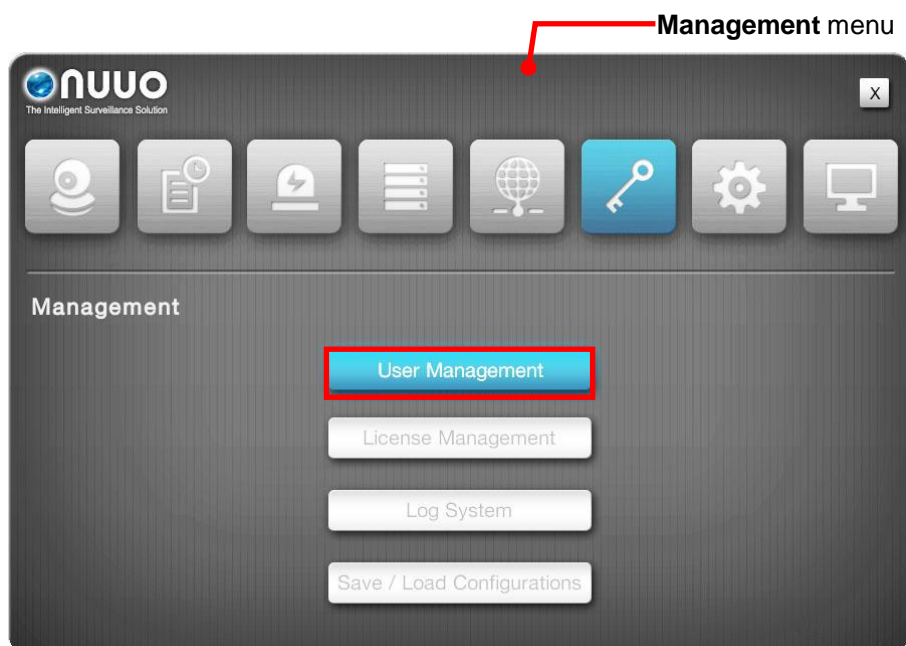 Management menu
nuuo
The Intelligent Surveillance Solution
X
Management
User Management
License Management
Log System
Save / Load Configurations